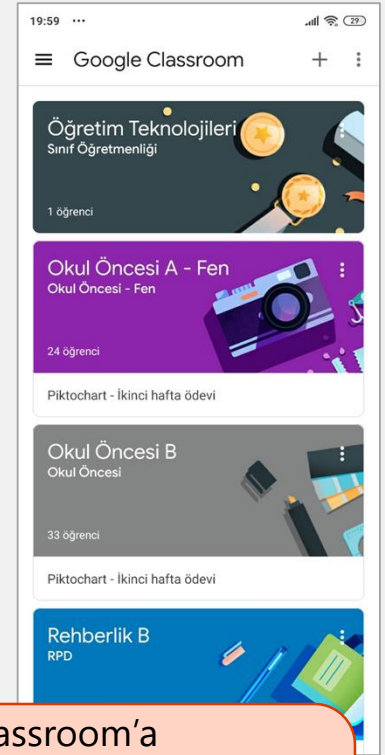 19:59 ...
29
Google Classroom
Öğretim Teknolojileri
Sınıf Öğretmenliği
1 öğrenci
Okul Öncesi A - Fen
Okul Öncesi - Fen
24 öğrenci
Piktochart - İkinci hafta ödevi
Okul Öncesi B
Okul Öncesi
33 öğrenci
Piktochart - İkinci hafta ödevi
Rehberlik B
RPD